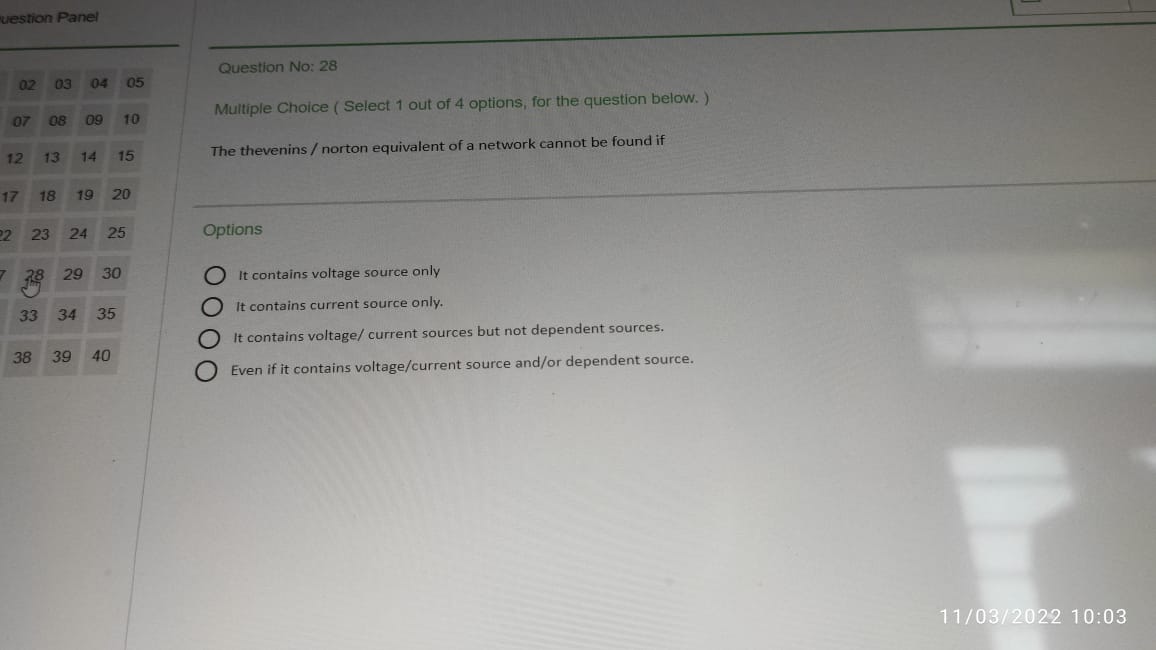 uestion Panel
02 03 04 05
07 08 09 10
12 13 14 15
17 18 19 20
22 23 24 25
7 28 29 30
33 34 35
38 39 40
Question No: 28
Multiple Choice ( Select 1 out of 4 options, for the question below. )
The thevenins / norton equivalent of a network cannot be found if
Options
It contains voltage source only
It contains current source only.
It contains voltage/ current sources but not dependent sources.
Even if it contains voltage/current source and/or dependent source.
11/03/2022 10:03